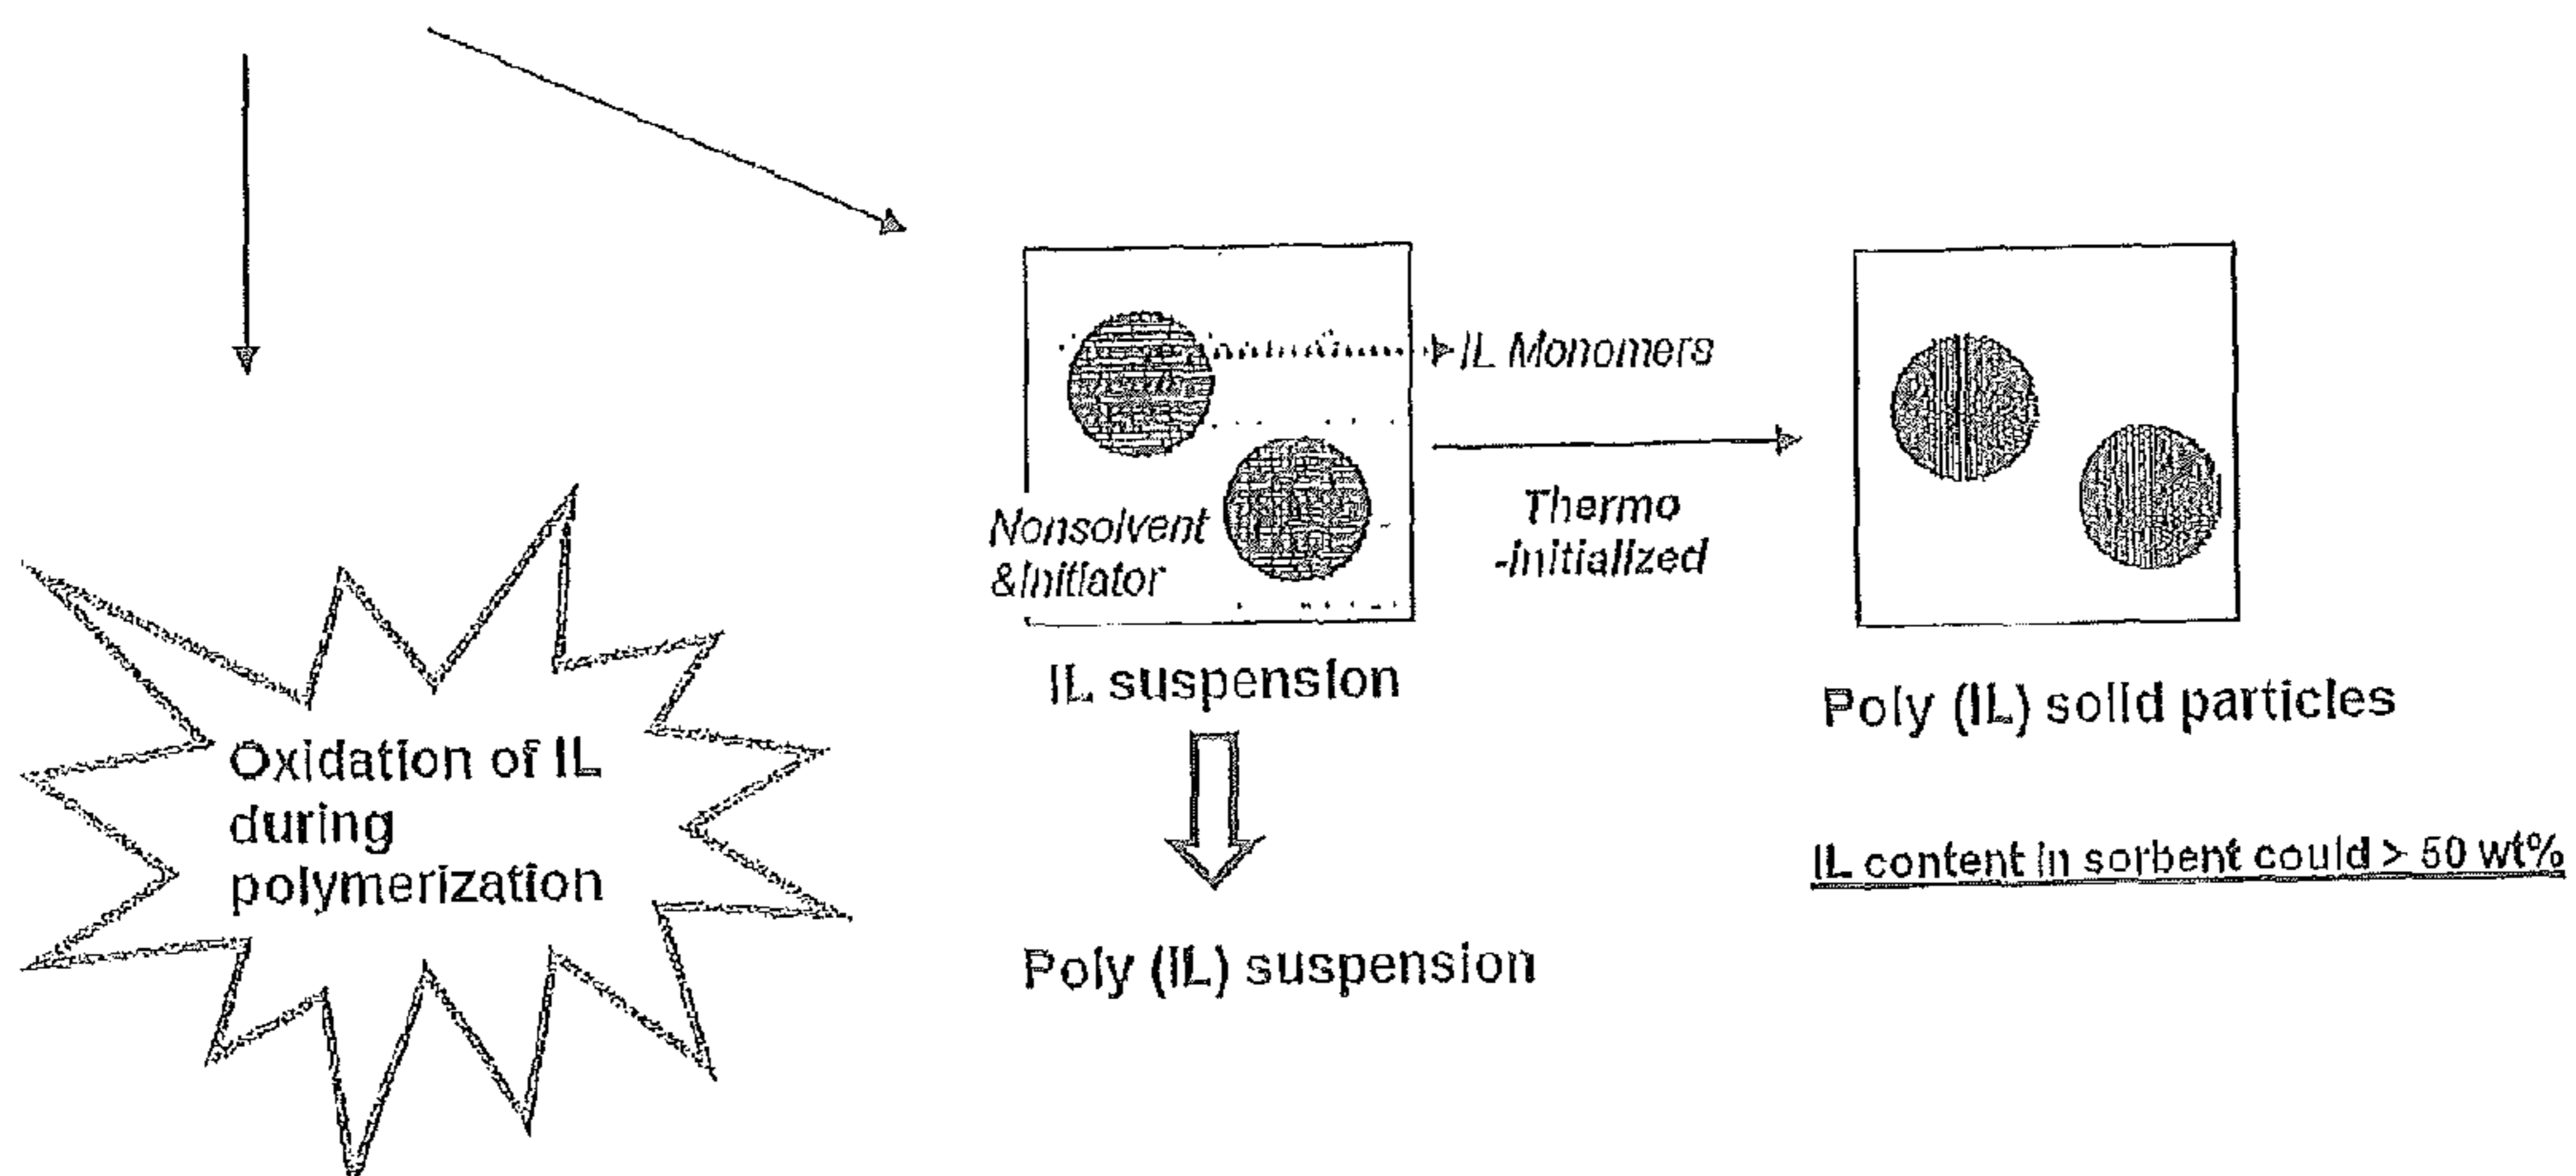 IL Monomers
Nonsolvent
&Initiator
Thermo
-initialized
IL suspension
Poly (IL) solid particles
Oxidation of IL
during
polymerization
IL content in sorbent could > 50 wt%
Poly (IL) suspension